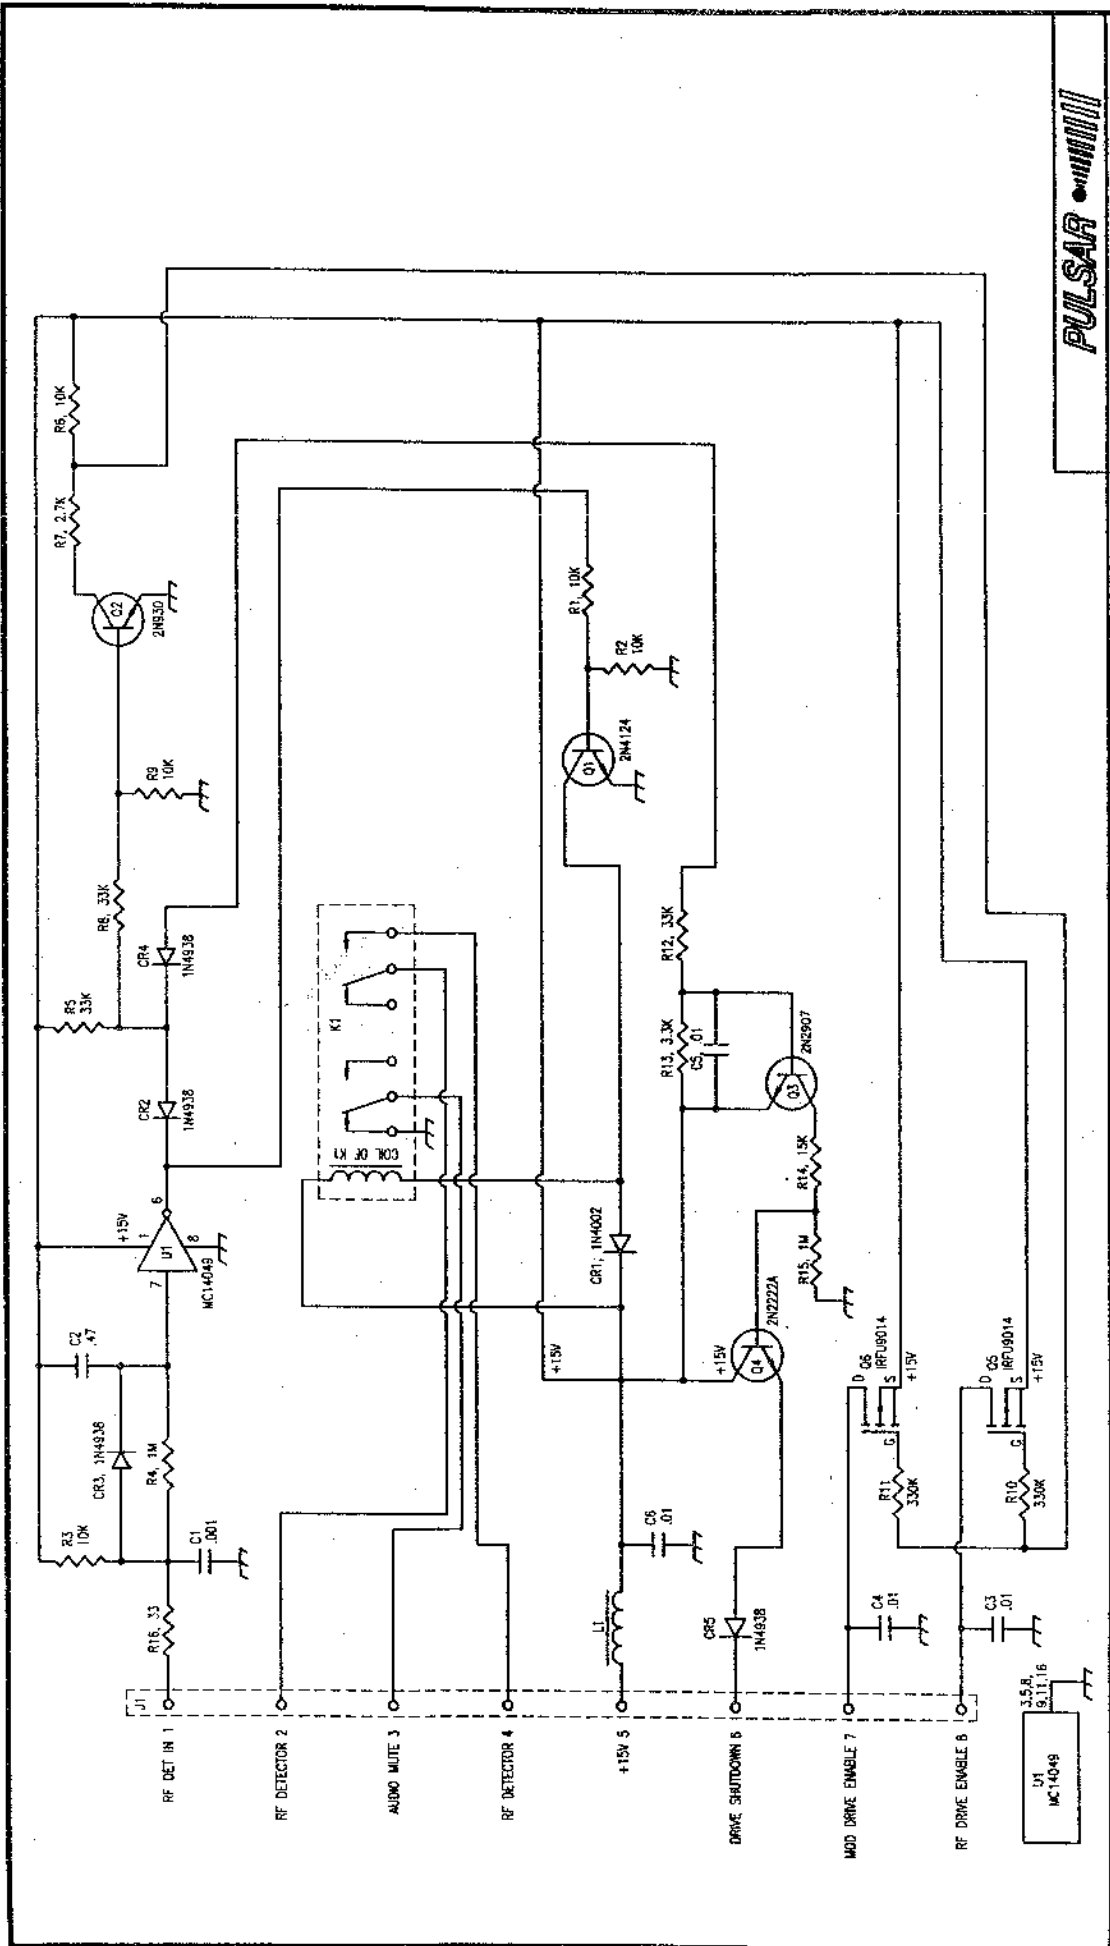 J1
RF DET IN 1
RF DETECTOR 2
AUDIO MUTE 3
RF DETECTOR 4
+15V 5
DRIVE SHUTDOWN 6
MOD DRIVE ENABLE 7
RF DRIVE ENABLE 8
R16, 33
R3
10K
C1
.001
CR3, 1N4938
R4, 1M
C2
.47
+15V
7
1
U1
8
6
MC14049
CR2
1N4938
R5
33K
CR4
1N4938
R8, 33K
R9
10K
Q2
2N930
R7, 2.7K
R6, 10K
COIL OF K1
K1
L1
C6
.01
+15V
CR1, 1N4002
Q1
2N4124
R2
10K
R1, 10K
CR5
1N4938
+15V
Q4
2N2222A
R15, 1M
R14, 15K
Q3
2N2907
R13, 3.3K
C5, .01
R12, 33K
C4
.01
R11
330K
D
Q6
IRFU9014
G
S
+15V
C3
.01
R10
330K
D
Q5
IRFU9014
G
S
+15V
U1
MC14049
3,5,8,
9,11,16
PULSAR